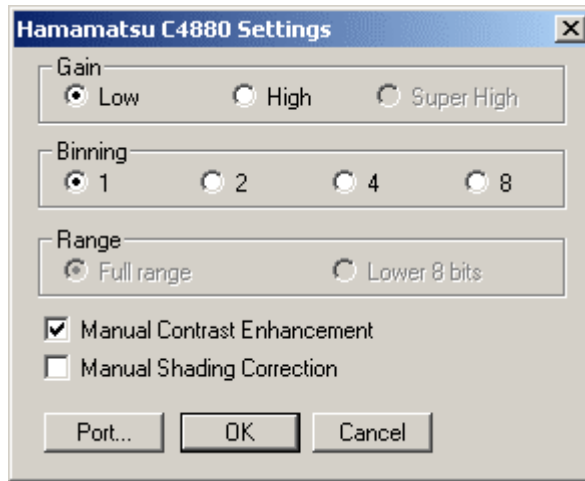 Hamamatsu C4880 Settings
Gain
Low High Super High
Binning
1 2 4 8
Range
Full range Lower 8 bits
Manual Contrast Enhancement
Manual Shading Correction
Port... OK Cancel